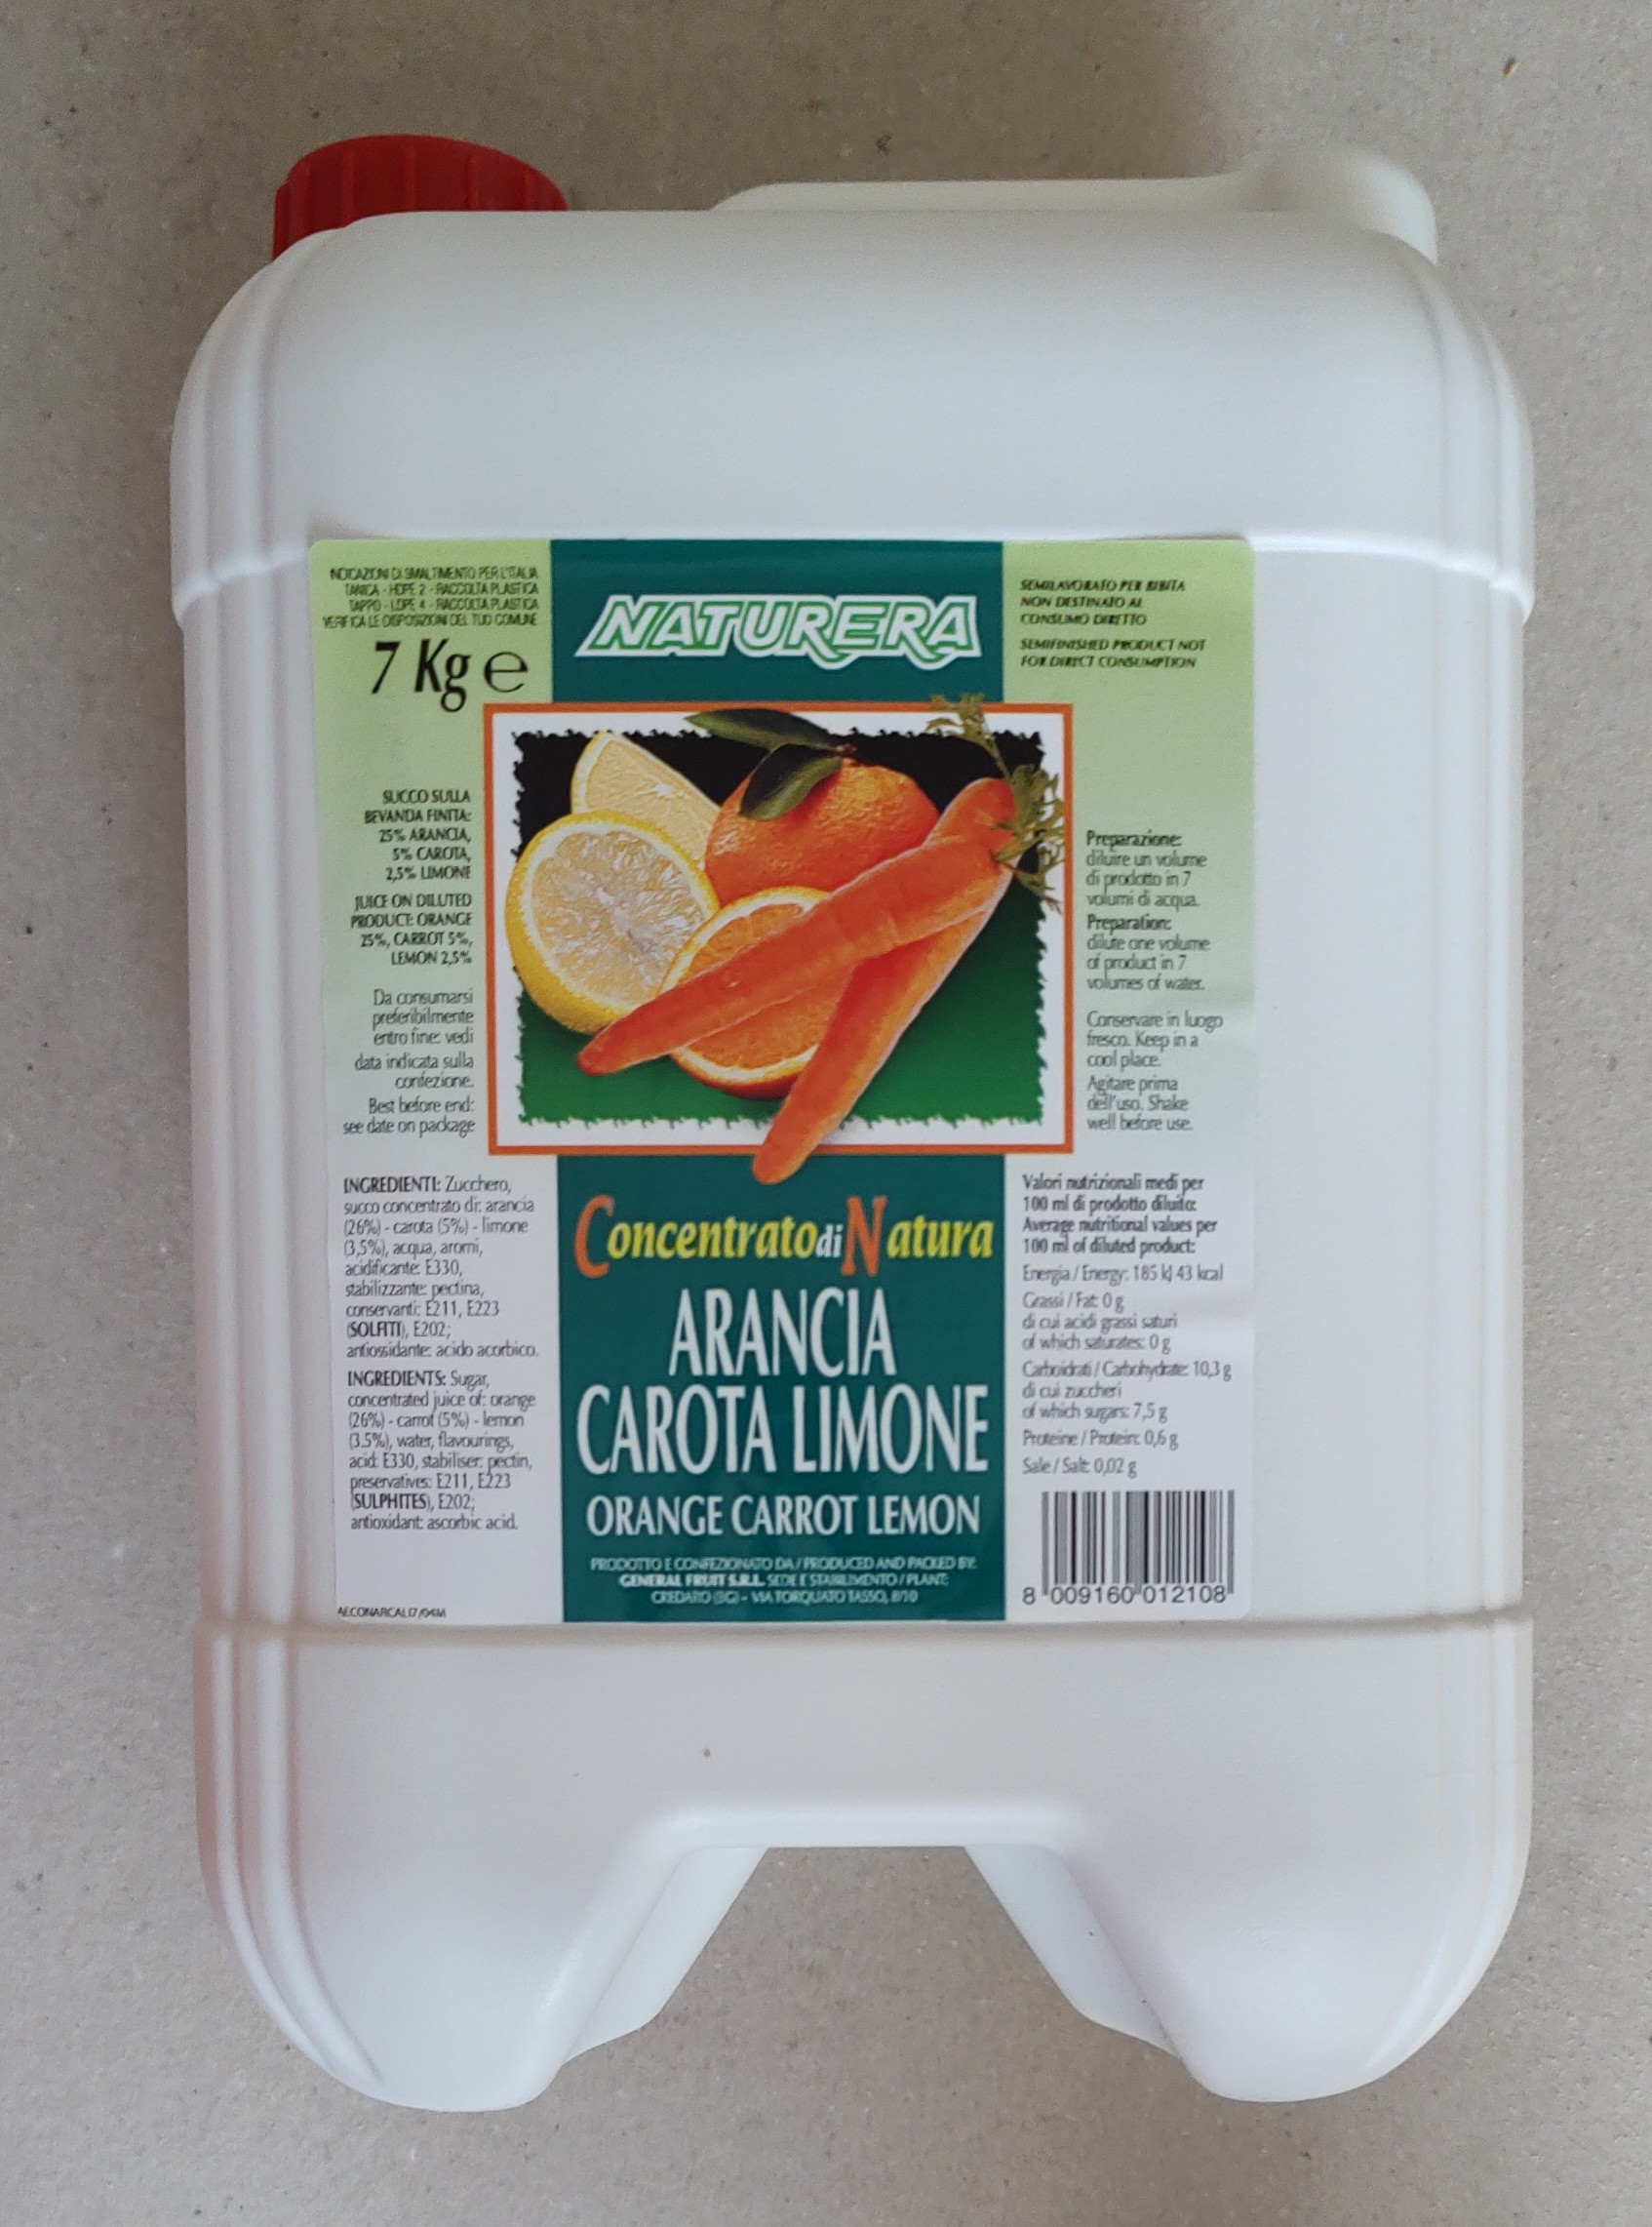 INDICAZIONI DI SMALTIMENTO PER L'ITALIA
TANICA - HDPE 2 - RACCOLTA PLASTICA
TAPPO - LDPE 4 - RACCOLTA PLASTICA
VERIFICA LE DISPOSIZIONI DEL TUO COMUNE
7 Kg e
NATURERA
SEMILAVORATO PER BIBITA
NON DESTINATO AL
CONSUMO DIRETTO
SEMIFINISHED PRODUCT NOT
FOR DIRECT CONSUMPTION
SUCCO SULLA
BEVANDA FINITA:
25% ARANCIA,
5% CAROTA,
2,5% LIMONE
JUICE ON DILUTED
PRODUCT: ORANGE
25%, CARROT 5%,
LEMON 2,5%
Da consumarsi
preferibilmente
entro fine: vedi
data indicata sulla
confezione.
Best before end:
see date on package
Preparazione:
diluire un volume
di prodotto in 7
volumi di acqua.
Preparation:
dilute one volume
of product in 7
volumes of water.
Conservare in luogo
fresco. Keep in a
cool place.
Agitare prima
dell'uso. Shake
well before use.
INGREDIENTI: Zucchero,
succo concentrato di: arancia
(26%) - carota (5%) - limone
(3,5%), acqua, aromi,
acidificante: E330,
stabilizzante: pectina,
conservanti: E211, E223
(SOLFITI), E202;
antiossidante: acido acorbico.
INGREDIENTS: Sugar,
concentrated juice of: orange
(26%) - carrot (5%) - lemon
(3.5%), water, flavourings,
acid: E330, stabiliser: pectin,
preservatives: E211, E223
(SULPHITES), E202;
antioxidant: ascorbic acid.
AECONARCAL17/04M
Concentrato di Natura
ARANCIA
CAROTA LIMONE
ORANGE CARROT LEMON
PRODOTTO E CONFEZIONATO DA / PRODUCED AND PACKED BY:
GENERAL FRUIT S.R.L. SEDE E STABILIMENTO / PLANT:
CREDARO (BG) - VIA TORQUATO TASSO, 8/10
Valori nutrizionali medi per
100 ml di prodotto diluito:
Average nutritional values per
100 ml of diluted product:
Energia / Energy: 185 kJ 43 kcal
Grassi / Fat: 0 g
di cui acidi grassi saturi
of which saturates: 0 g
Carboidrati / Carbohydrate: 10,3 g
di cui zuccheri
of which sugars: 7,5 g
Proteine / Protein: 0,6 g
Sale / Salt: 0,02 g
8 009160 012108